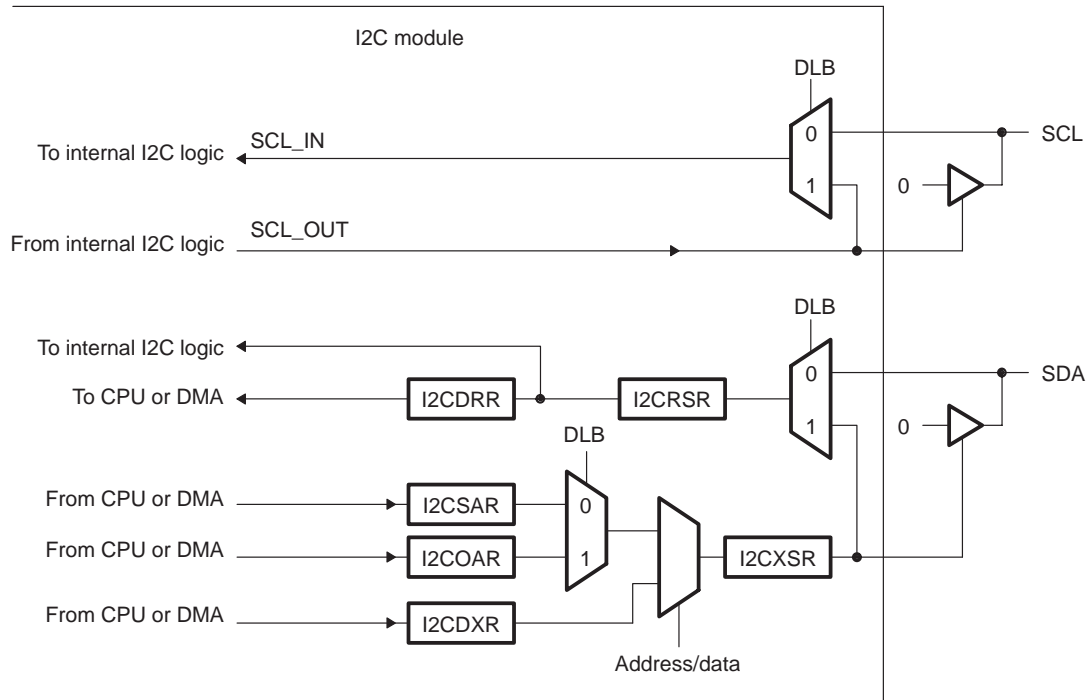 I2C module
DLB
0
SCL_IN
To internal I2C logic
SCL
1
0
SCL_OUT
From internal I2C logic
DLB
To internal I2C logic
0
SDA
To CPU or DMA
I2CDRR
I2CRSR
1
0
DLB
From CPU or DMA
I2CSAR
0
From CPU or DMA
I2COAR
1
I2CXSR
From CPU or DMA
I2CDXR
Address/data